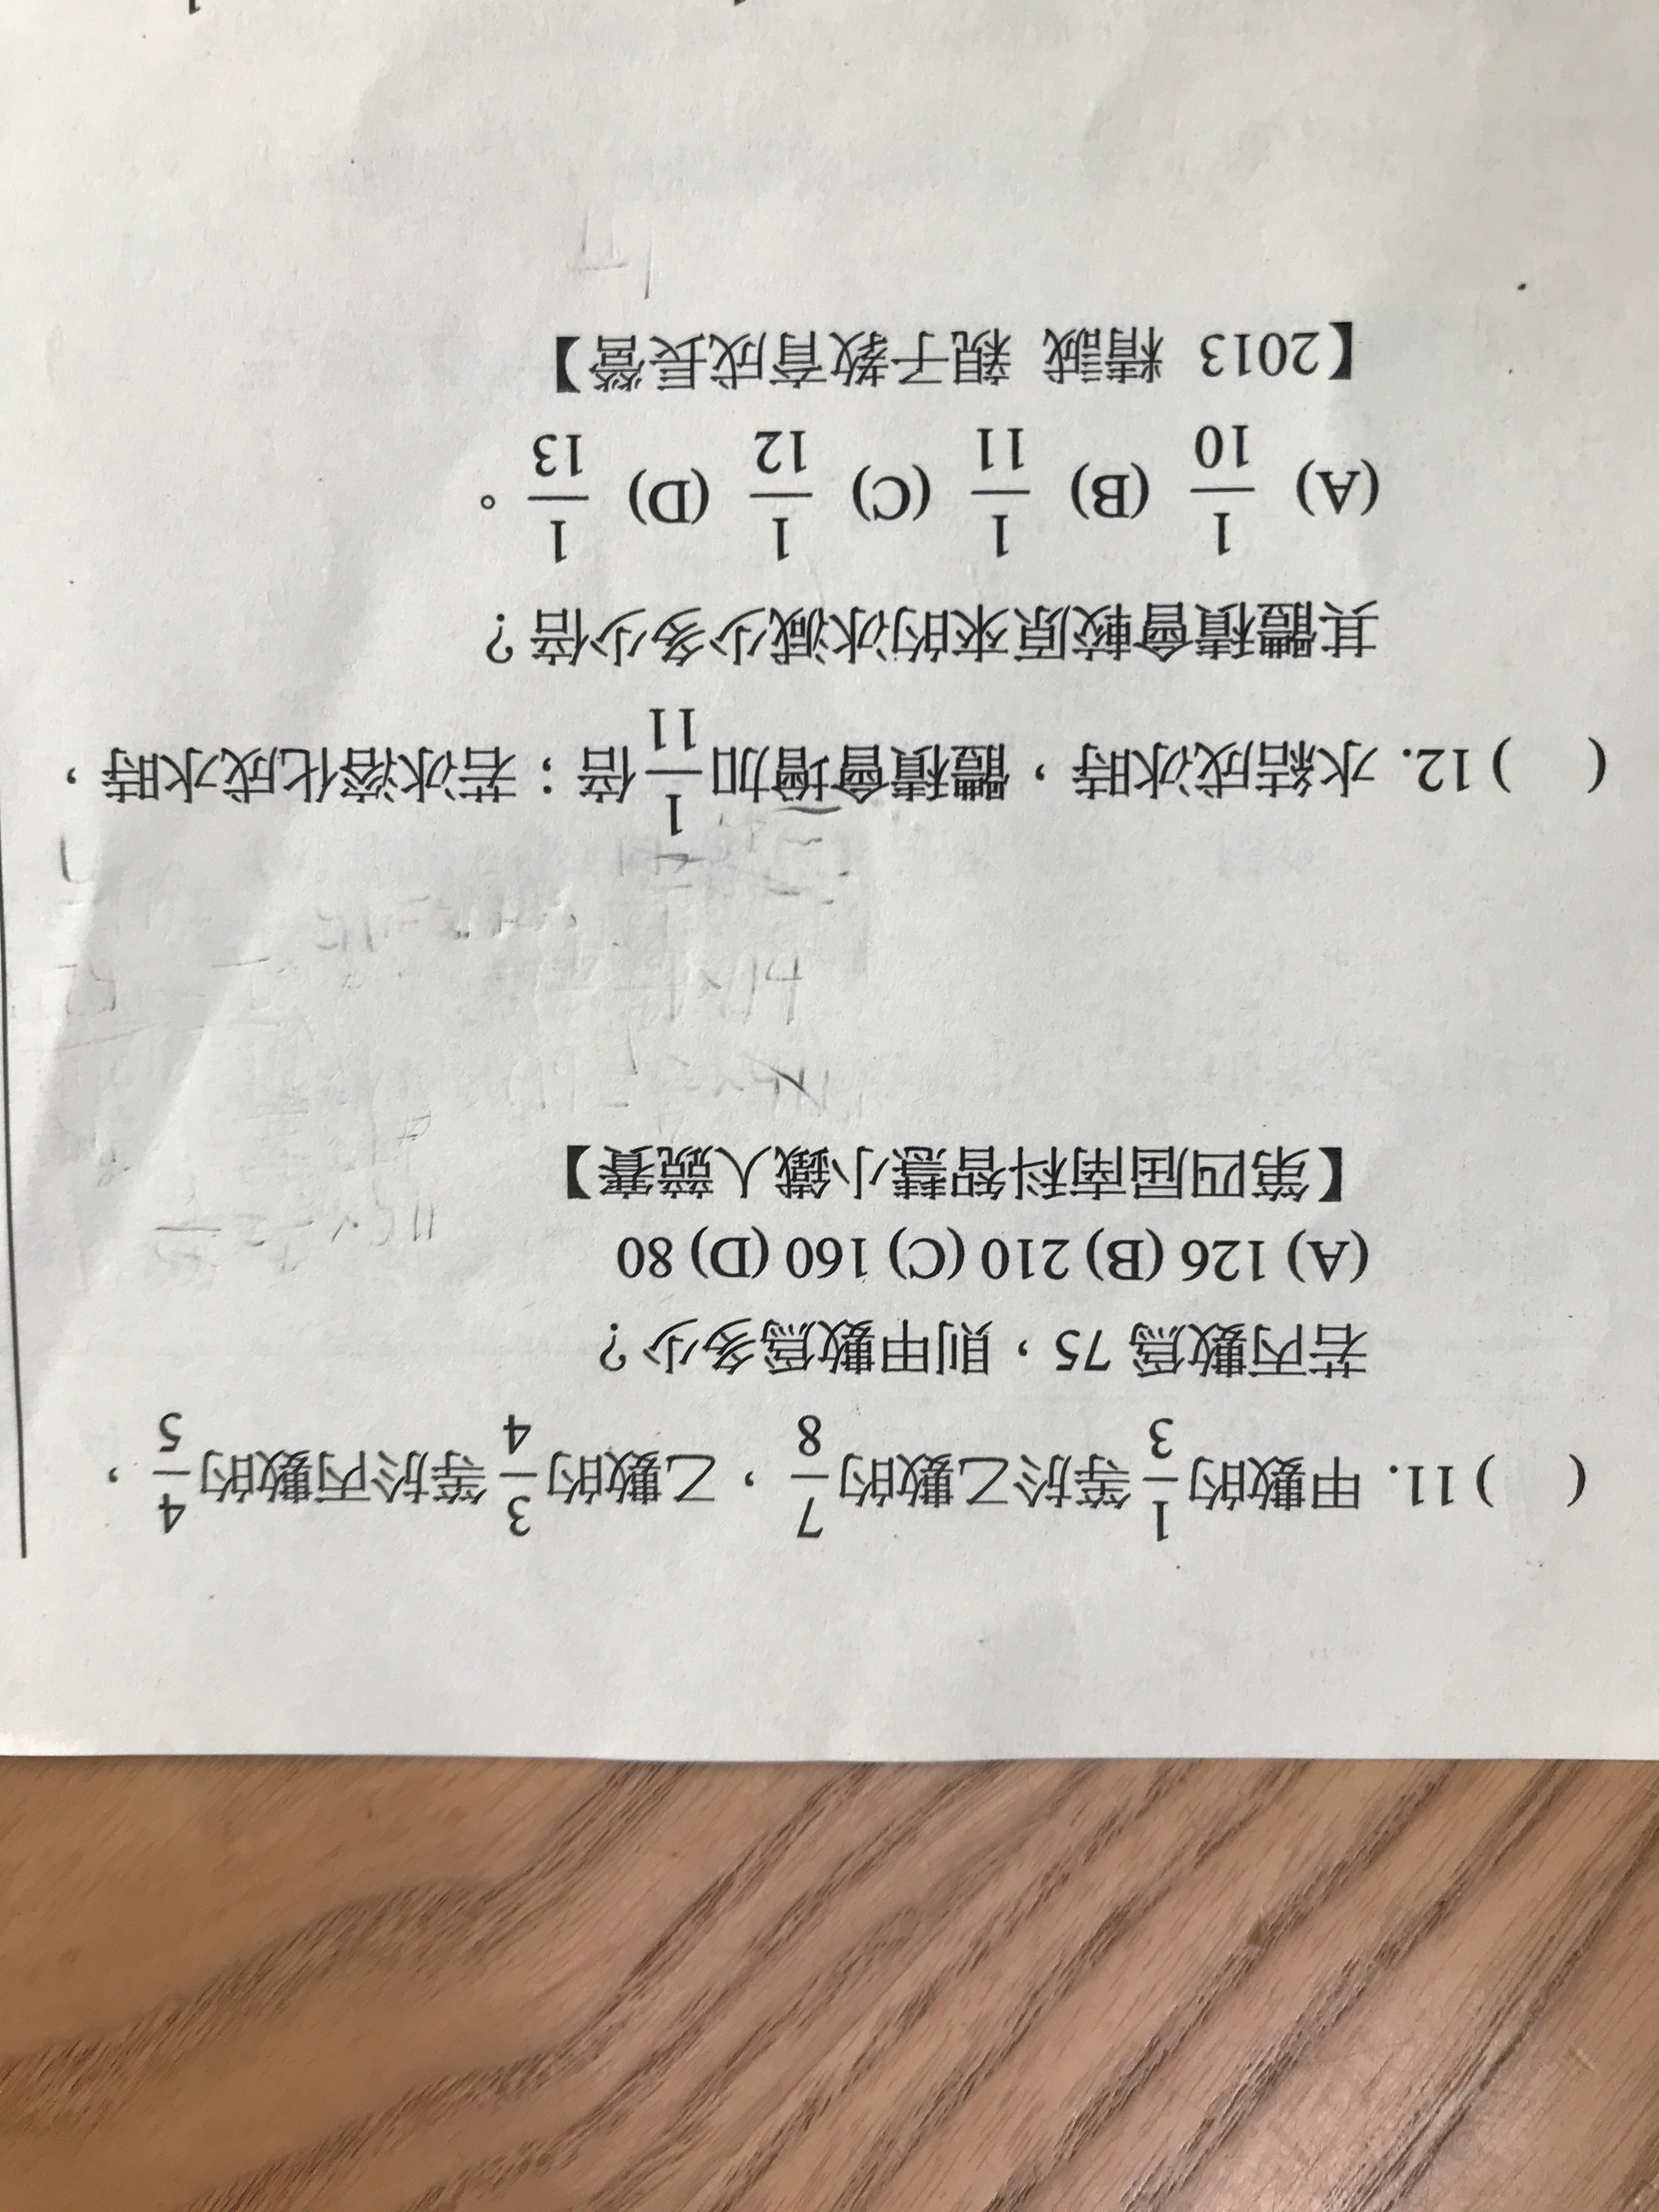 ( ) 11. 甲數的 1/3 等於乙數的 7/8，乙數的 3/4 等於丙數的 4/5，
若丙數為 75，則甲數為多少？
(A) 126 (B) 210 (C) 160 (D) 80
【第四屆南科智慧小鐵人競賽】
( ) 12. 水結成冰時，體積會增加 1/11 倍；若冰溶化成水時，
其體積會較原來的冰減少多少倍？
(A) 1/10 (B) 1/11 (C) 1/12 (D) 1/13 。
【2013 精誠 親子教育成長營】